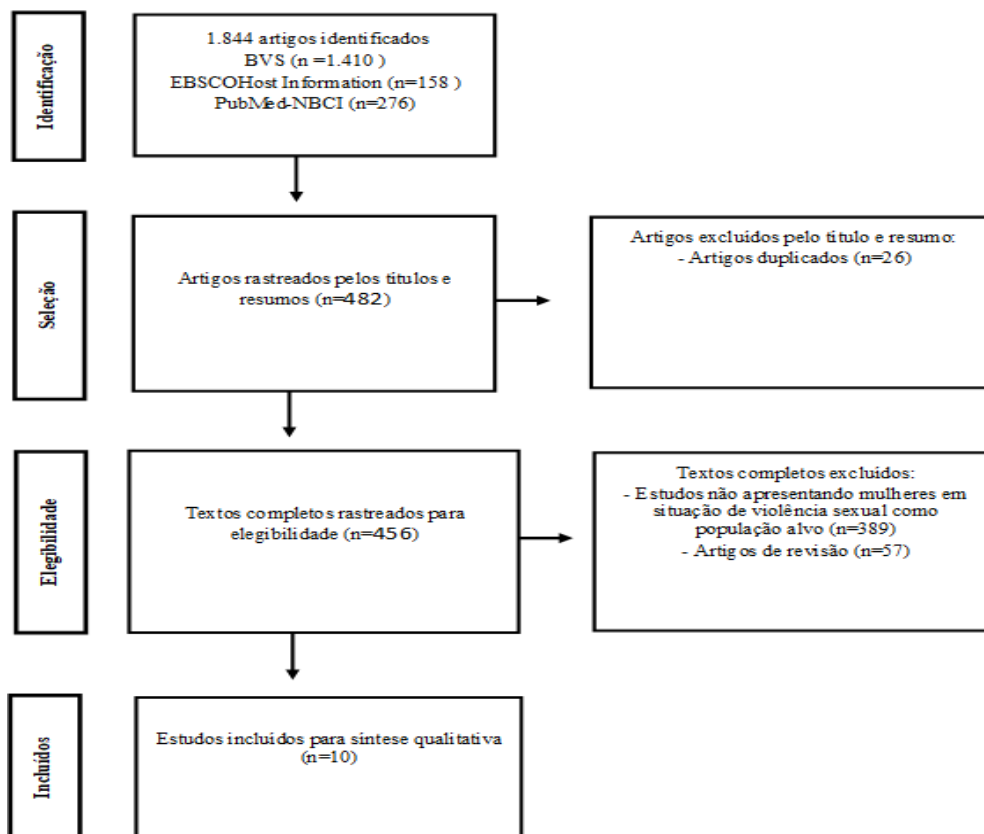 Identificação
1.844 artigos identificados
BVS (n =1.410 )
EBSCOHost Information (n=158 )
PubMed-NBCI (n=276)
Seleção
Artigos rastreados pelos títulos e
resumos (n=482)
Artigos excluídos pelo título e resumo:
- Artigos duplicados (n=26)
Elegibilidade
Textos completos rastreados para
elegibilidade (n=456)
Textos completos excluídos:
- Estudos não apresentando mulheres em
situação de violência sexual como
população alvo (n=389)
- Artigos de revisão (n=57)
Incluídos
Estudos incluídos para síntese qualitativa
(n=10)